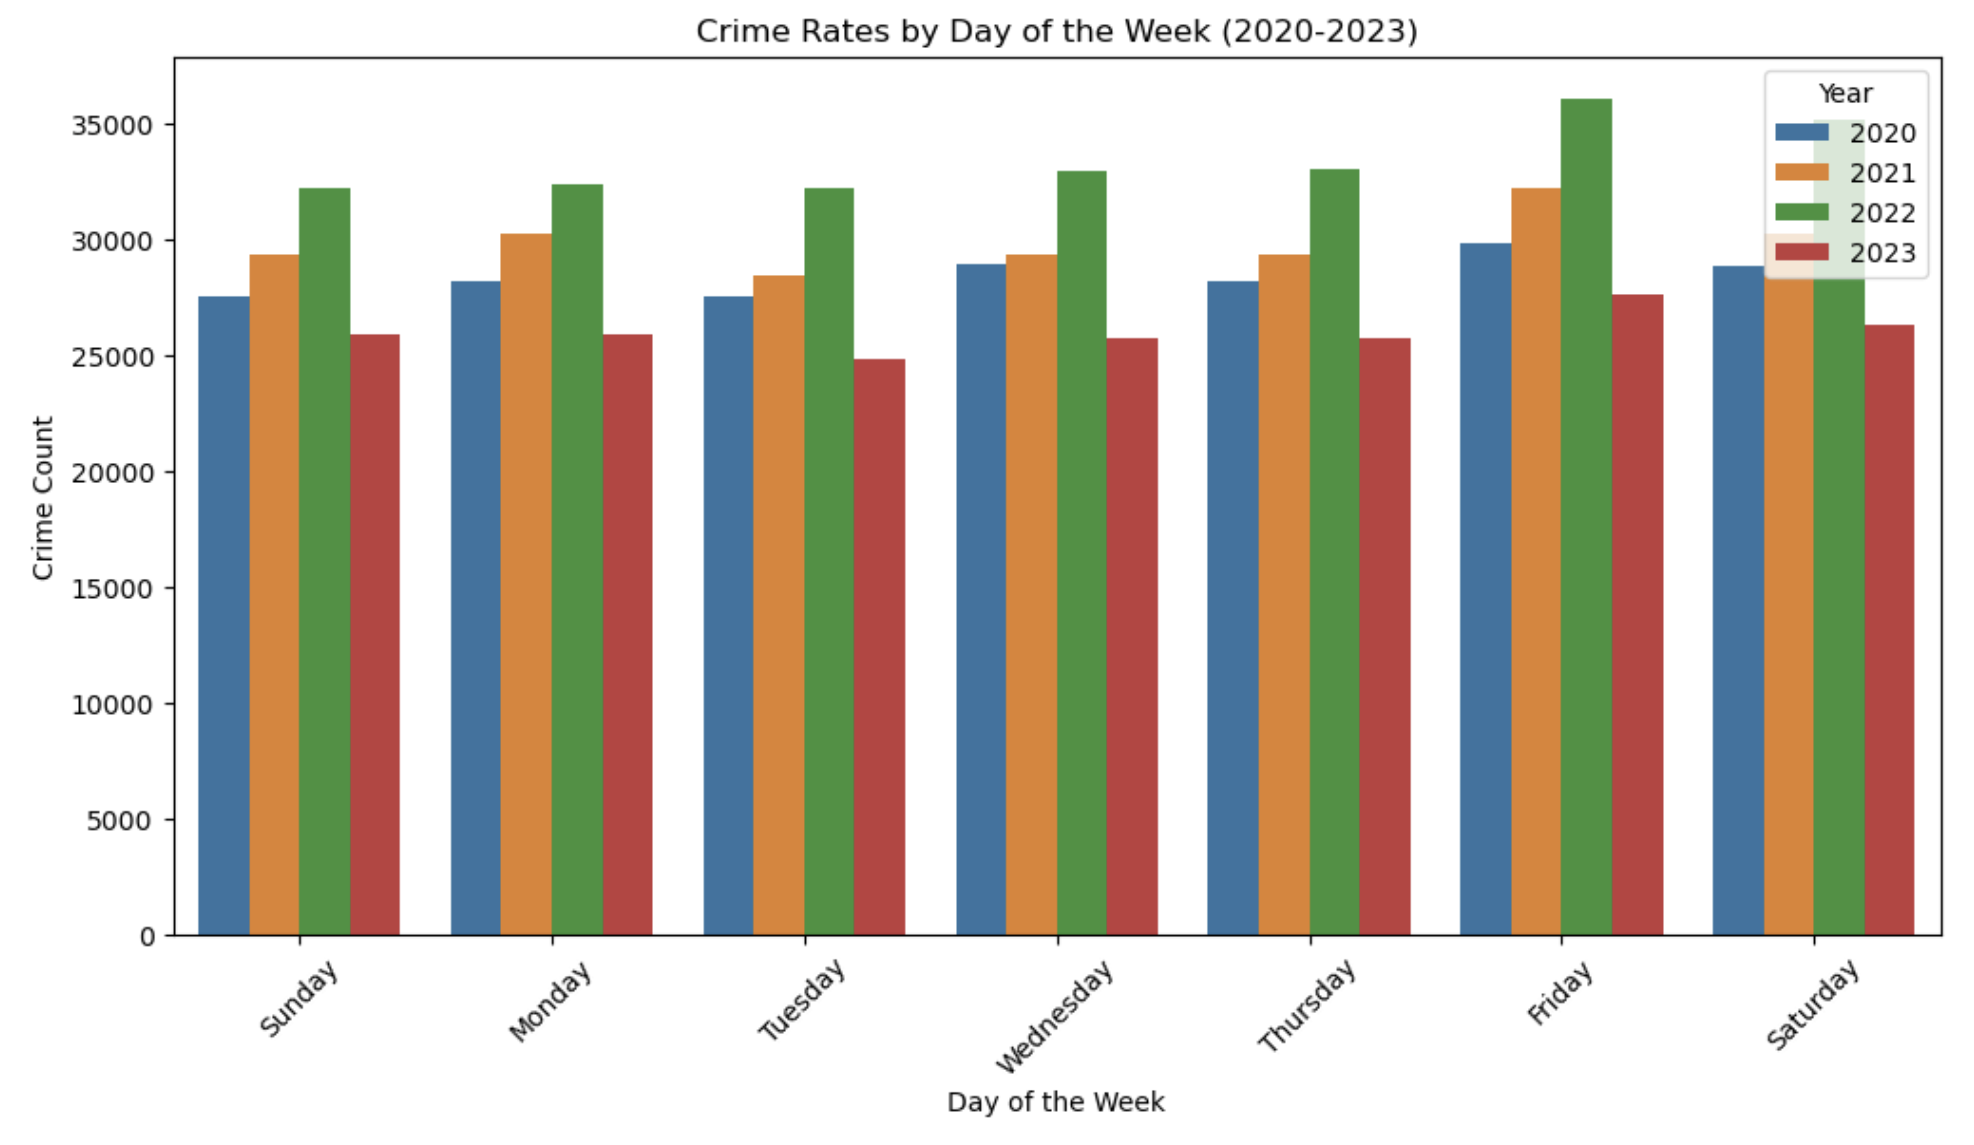 Crime Rates by Day of the Week (2020-2023)
Year
2020
2021
2022
2023
35000
30000
25000
20000
15000
10000
5000
0
Crime Count
Sunday
Monday
Tuesday
Wednesday
Thursday
Friday
Saturday
Day of the Week